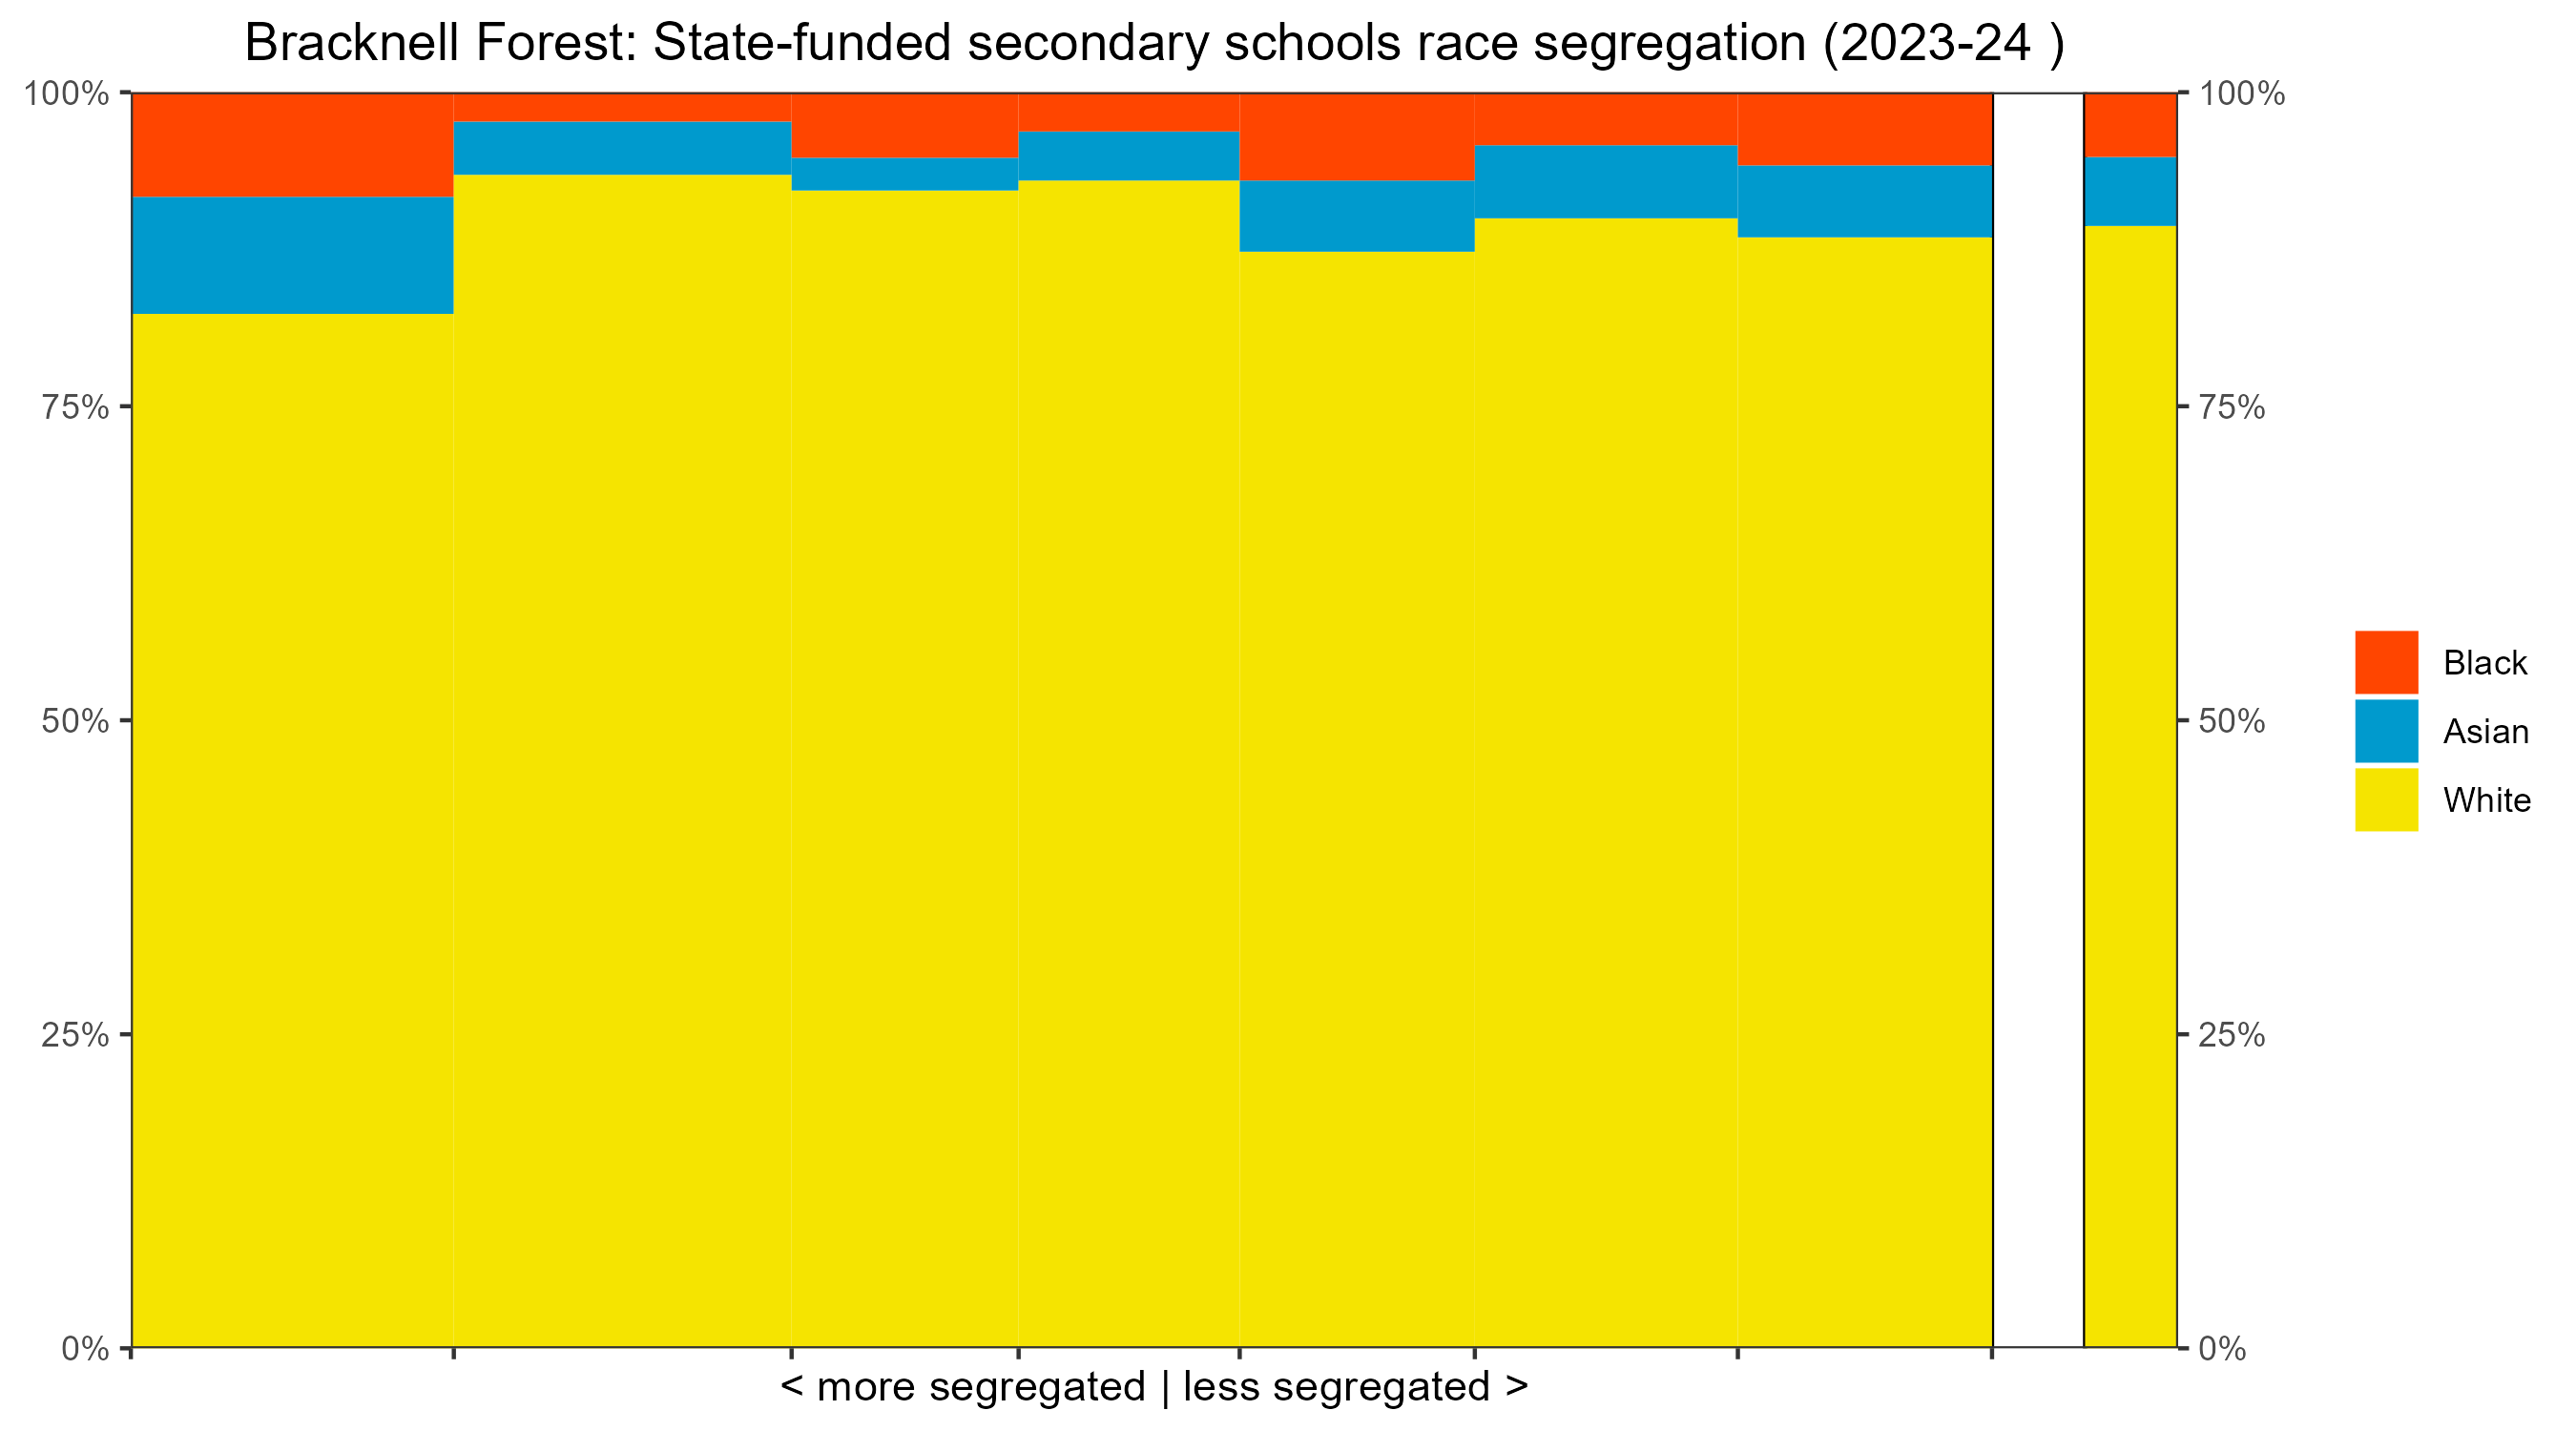 Bracknell Forest: State-funded secondary schools race segregation (2023-24 )
100%
75%
50%
25%
0%
100%
75%
50%
25%
0%
Black
Asian
White
< more segregated | less segregated >